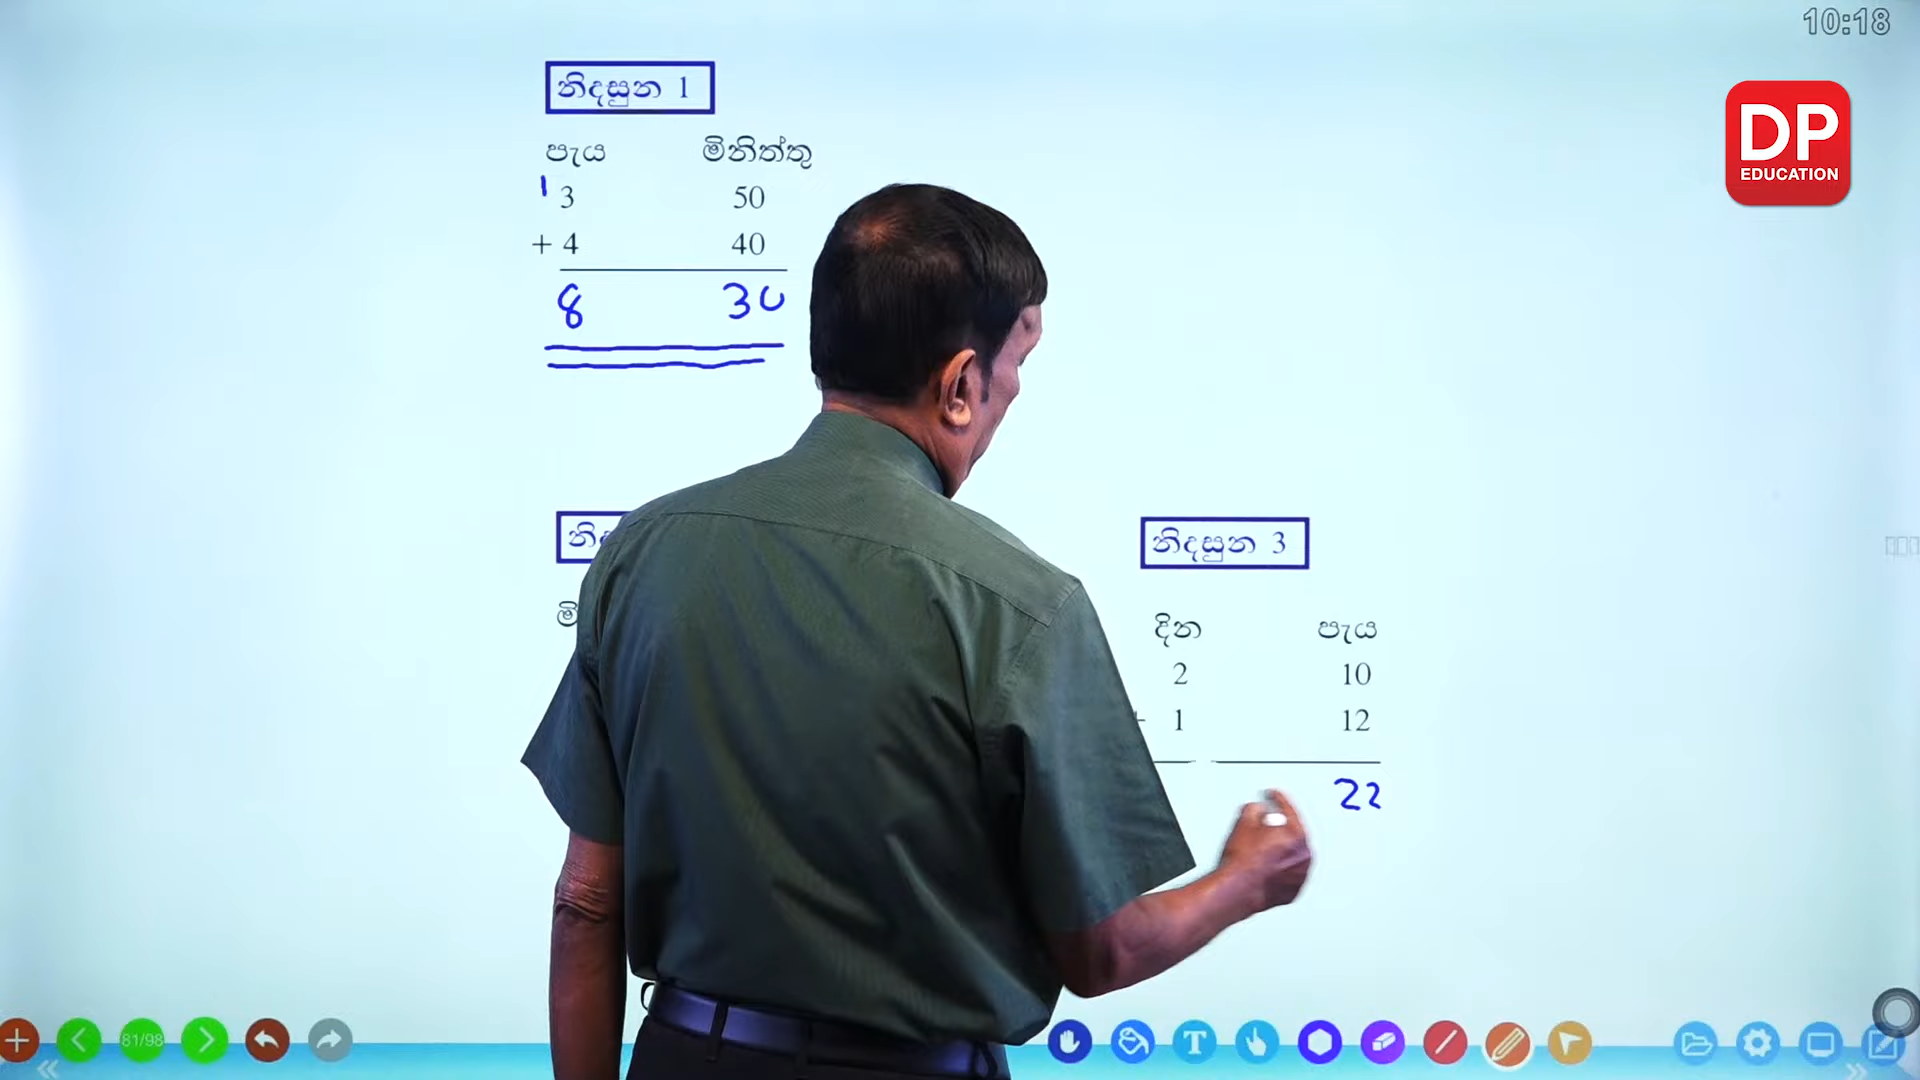 10:18
DP
EDUCATION
නිදසුන 1
පැය මිනිත්තු
1
3 50
+ 4 40
8 30
නිදසුන 3
දින පැය
2 10
+ 1 12
22
81/98
T